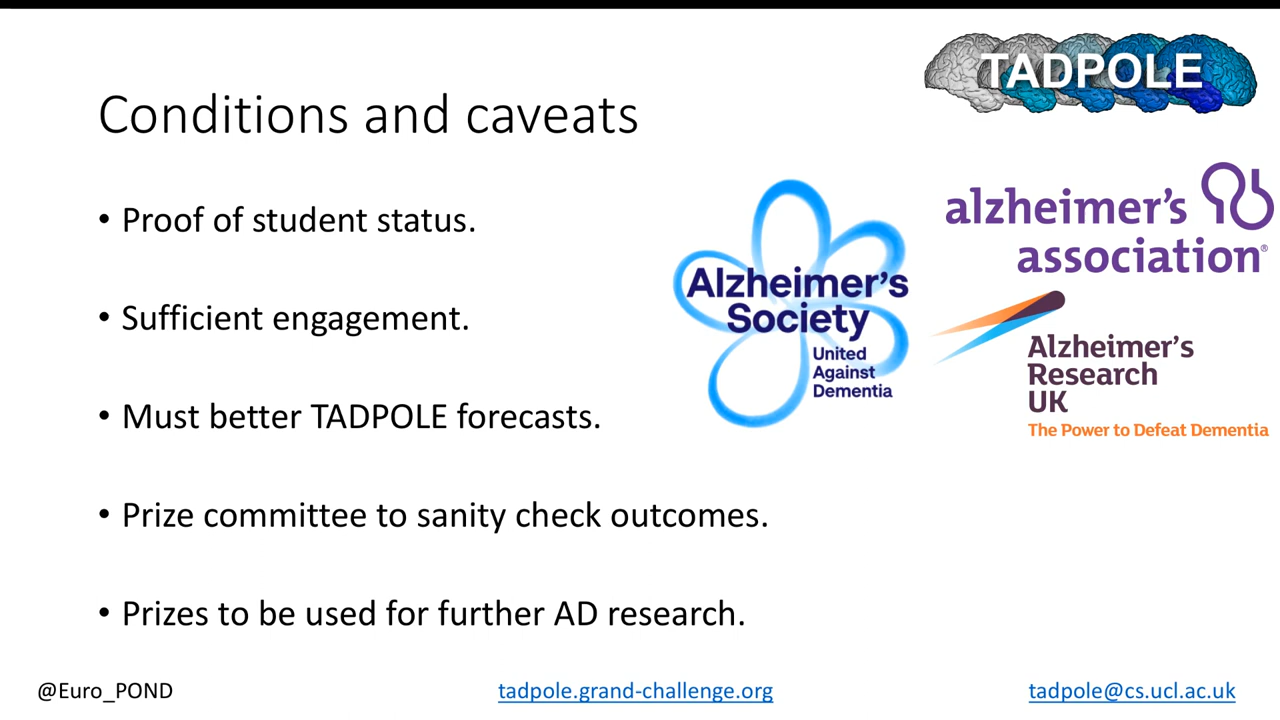 TADPOLE
Conditions and caveats
• Proof of student status.
• Sufficient engagement.
• Must better TADPOLE forecasts.
• Prize committee to sanity check outcomes.
• Prizes to be used for further AD research.
Alzheimer's
Society
United
Against
Dementia
alzheimer's
association®
Alzheimer's
Research
UK
The Power to Defeat Dementia
@Euro_POND
tadpole.grand-challenge.org
tadpole@cs.ucl.ac.uk